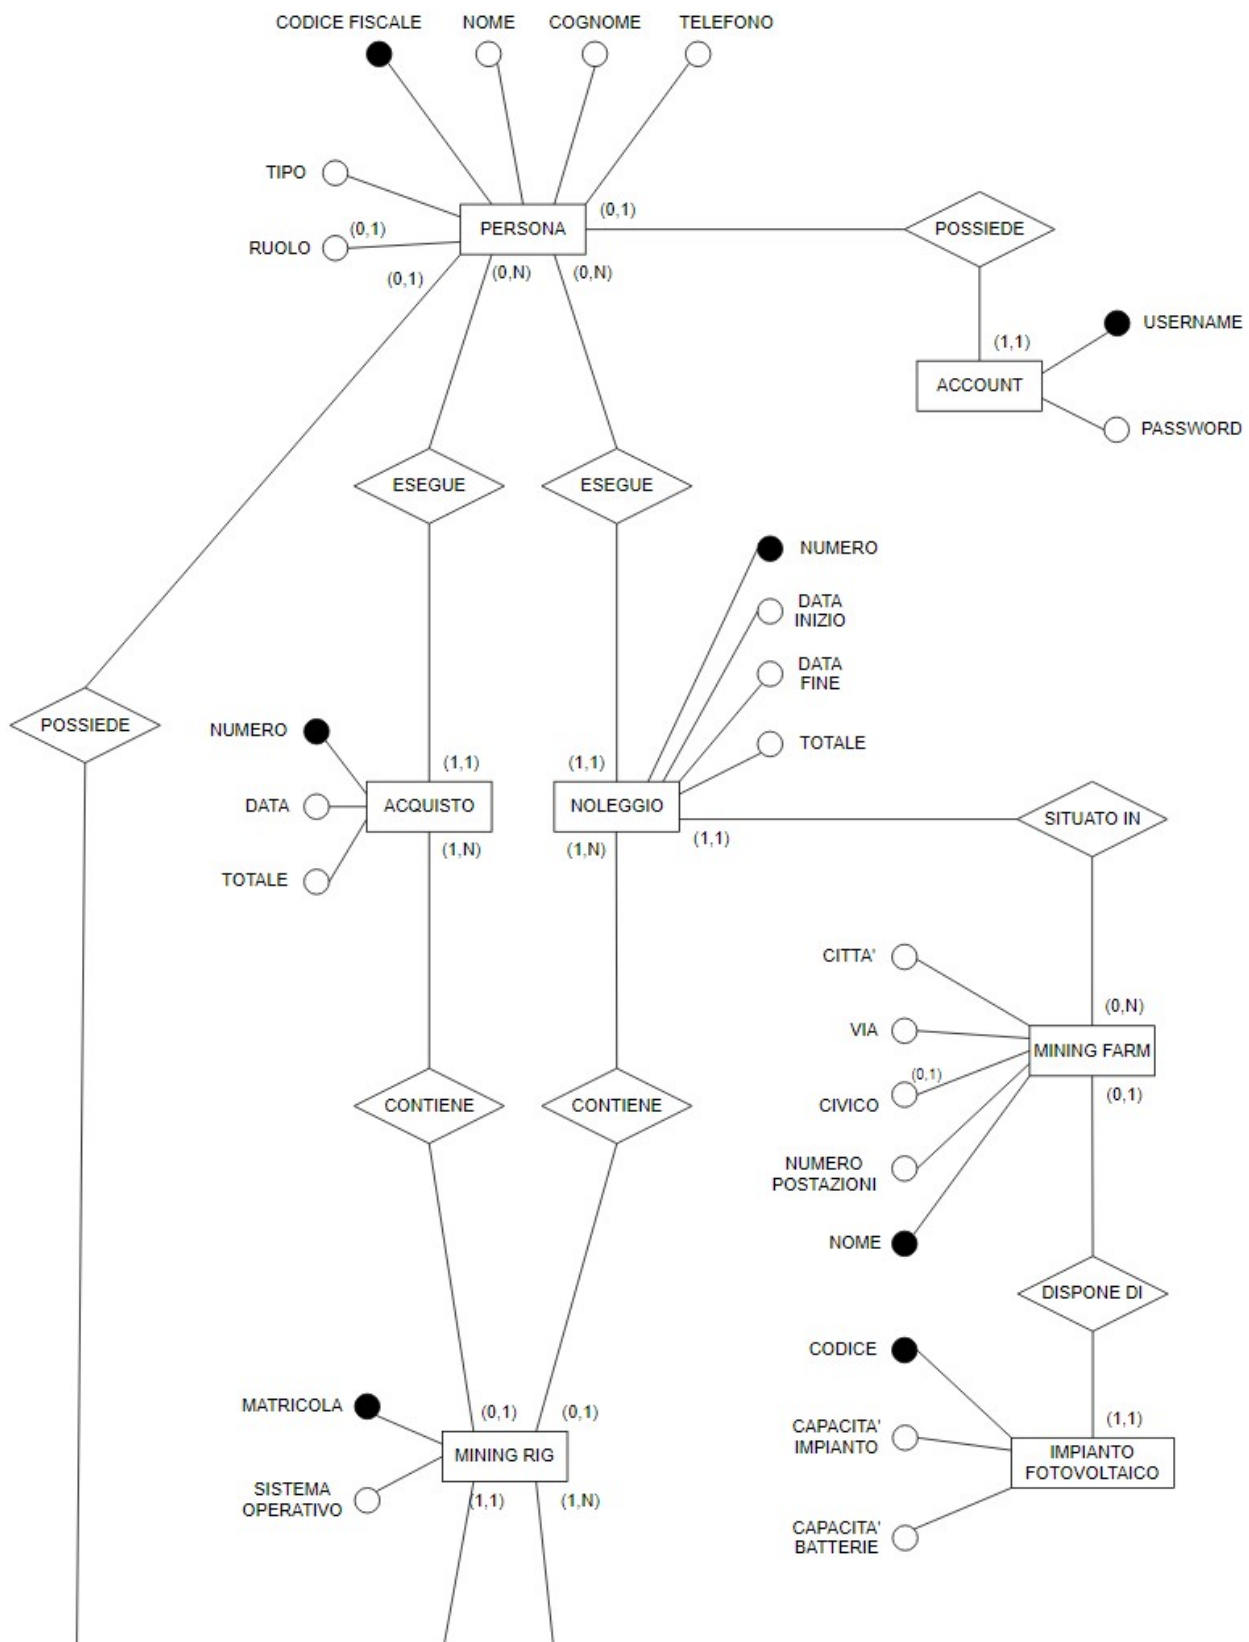 CODICE FISCALE
NOME
COGNOME
TELEFONO
TIPO
RUOLO
(0,1)
PERSONA
(0,1)
POSSIEDE
(0,1)
(0,N)
(0,N)
(1,1)
USERNAME
ACCOUNT
PASSWORD
ESEGUE
ESEGUE
NUMERO
DATA
INIZIO
DATA
FINE
TOTALE
POSSIEDE
NUMERO
DATA
TOTALE
(1,1)
ACQUISTO
(1,N)
(1,1)
NOLEGGIO
(1,N)
(1,1)
SITUATO IN
CITTA'
VIA
(0,1)
CIVICO
NUMERO
POSTAZIONI
NOME
(0,N)
MINING FARM
(0,1)
CONTIENE
CONTIENE
DISPONE DI
CODICE
CAPACITA'
IMPIANTO
CAPACITA'
BATTERIE
(1,1)
IMPIANTO
FOTOVOLTAICO
MATRICOLA
SISTEMA
OPERATIVO
(0,1)
(0,1)
MINING RIG
(1,1)
(1,N)